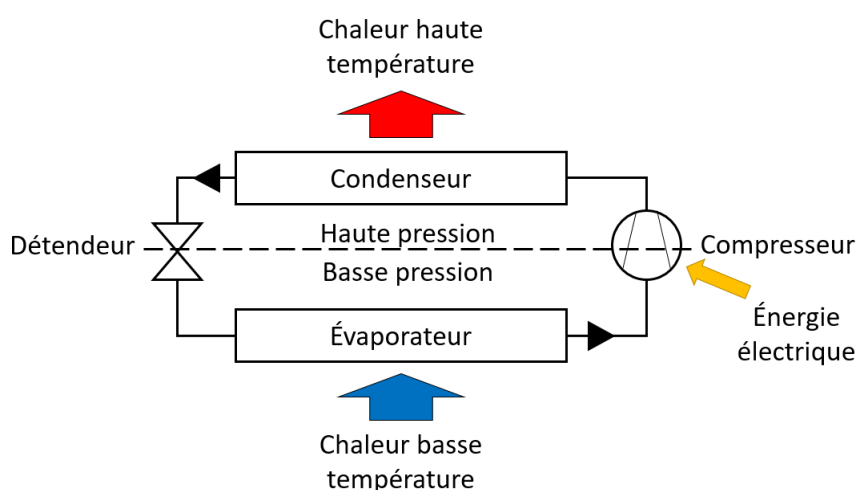 Chaleur haute
température
Condenseur
Haute pression
Détendeur
Compresseur
Basse pression
Énergie
électrique
Évaporateur
Chaleur basse
température